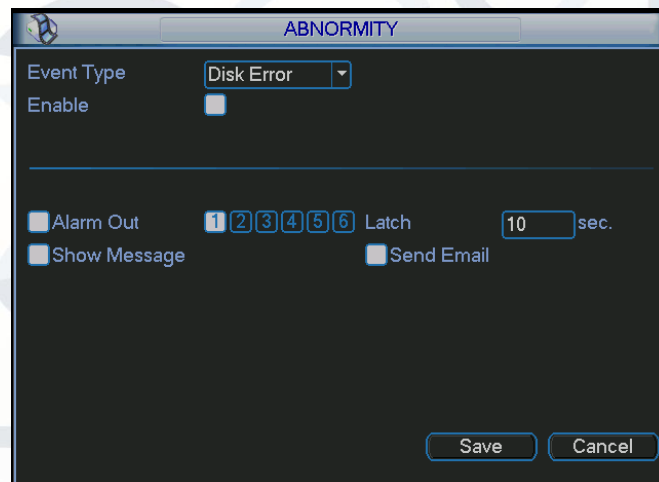 ABNORMITY
Event Type Disk Error
Enable
Alarm Out 1 2 3 4 5 6 Latch 10 sec.
Show Message Send Email
Save Cancel